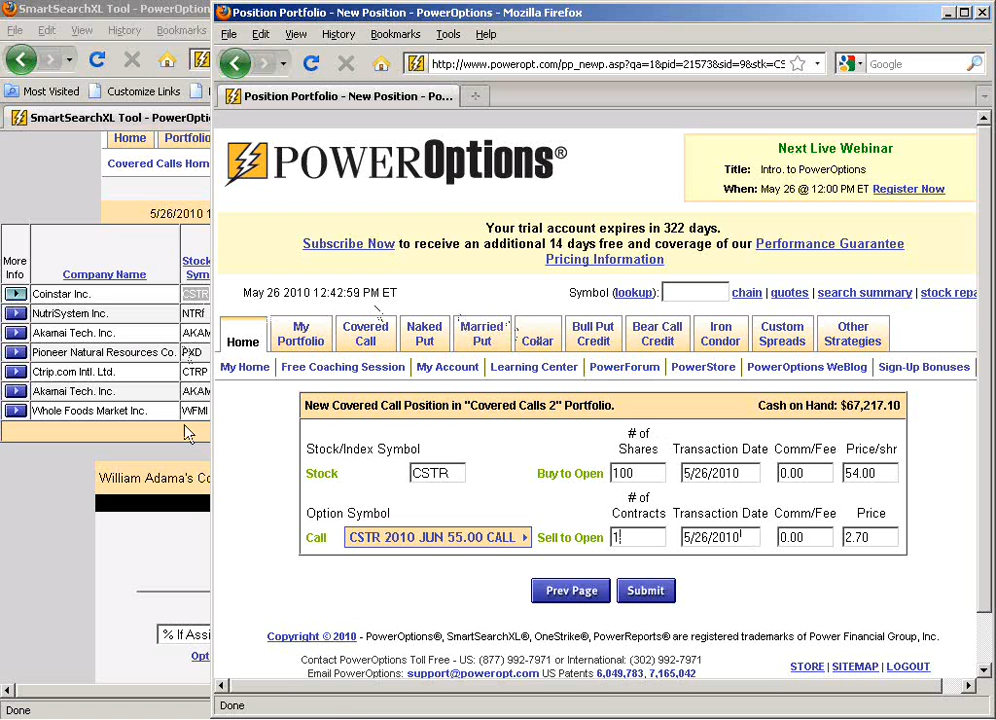 SmartSearchXL Tool - PowerOptio
File Edit View History Bookmarks
Most Visited Customize Links
SmartSearchXL Tool - PowerOpti
Home Portfolio
Covered Calls Hom
5/26/2010 1
More Info Company Name Stock Sym
Coinstar Inc. CSTR
NutriSystem Inc. NTRI
Akamai Tech. Inc. AKAM
Pioneer Natural Resources Co. PXD
Ctrip.com Intl. Ltd. CTRP
Akamai Tech. Inc. AKAM
Whole Foods Market Inc. WFMI
William Adama's Co
% If Assi
Opt
Done
Position Portfolio - New Position - PowerOptions - Mozilla Firefox
File Edit View History Bookmarks Tools Help
http://www.poweropt.com/pp_newp.asp?qa=1&pid=21573&sid=9&stk=CS
Google
Position Portfolio - New Position - Po...
POWEROptions®
Next Live Webinar
Title: Intro. to PowerOptions
When: May 26 @ 12:00 PM ET Register Now
Your trial account expires in 322 days.
Subscribe Now to receive an additional 14 days free and coverage of our Performance Guarantee
Pricing Information
May 26 2010 12:42:59 PM ET Symbol (lookup): chain | quotes | search summary | stock repo
Home My Portfolio Covered Call Naked Put Married Put Collar Bull Put Credit Bear Call Credit Iron Condor Custom Spreads Other Strategies
My Home Free Coaching Session My Account Learning Center PowerForum PowerStore PowerOptions WeBlog Sign-Up Bonuses
New Covered Call Position in "Covered Calls 2" Portfolio. Cash on Hand: $67,217.10
Stock/Index Symbol # of Shares Transaction Date Comm/Fee Price/shr
Stock CSTR Buy to Open 100 5/26/2010 0.00 54.00
Option Symbol # of Contracts Transaction Date Comm/Fee Price
Call CSTR 2010 JUN 55.00 CALL Sell to Open 1 5/26/2010 0.00 2.70
Prev Page Submit
Copyright © 2010 - PowerOptions®, SmartSearchXL®, OneStrike®, PowerReports® are registered trademarks of Power Financial Group, Inc.
Contact PowerOptions Toll Free - US: (877) 992-7971 or International: (302) 992-7971
Email PowerOptions: support@poweropt.com US Patents 6,049,783, 7,165,042
STORE | SITEMAP | LOGOUT
Done